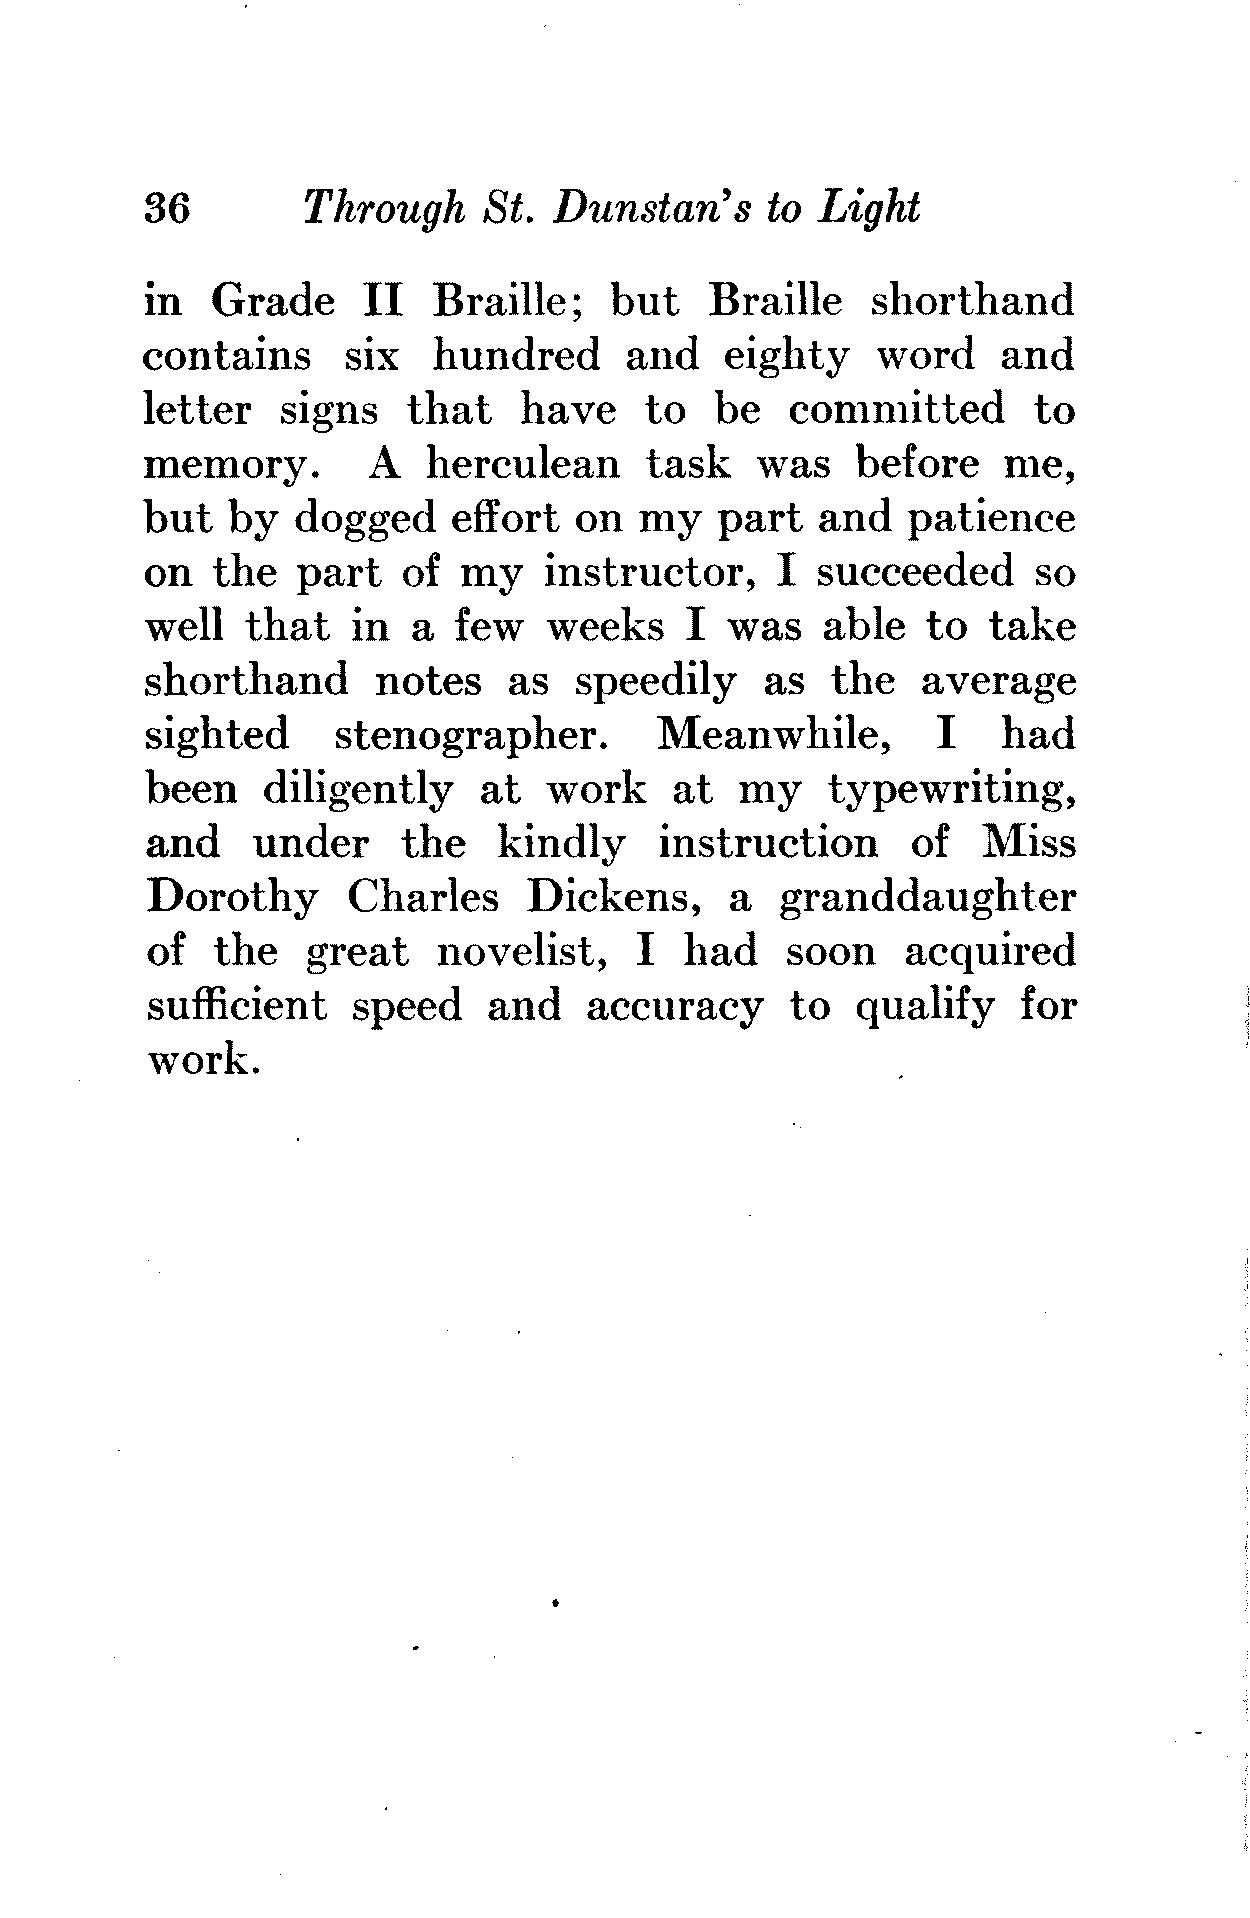 36 Through St. Dunstan's to Light
in Grade II Braille; but Braille shorthand
contains six hundred and eighty word and
letter signs that have to be committed to
memory. A herculean task was before me,
but by dogged effort on my part and patience
on the part of my instructor, I succeeded so
well that in a few weeks I was able to take
shorthand notes as speedily as the average
sighted stenographer. Meanwhile, I had
been diligently at work at my typewriting,
and under the kindly instruction of Miss
Dorothy Charles Dickens, a granddaughter
of the great novelist, I had soon acquired
sufficient speed and accuracy to qualify for
work.